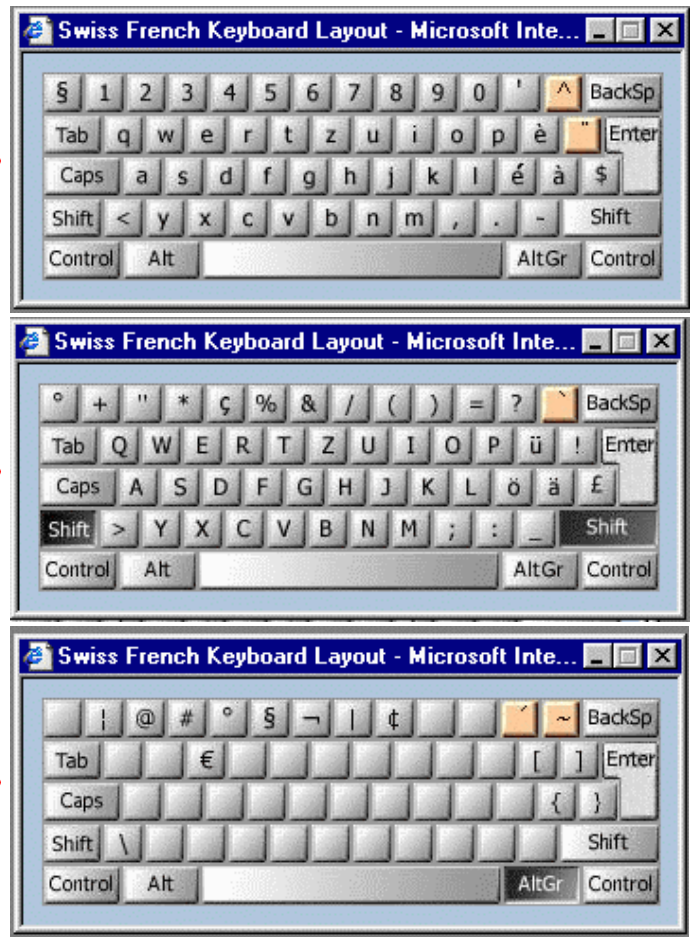 Swiss French Keyboard Layout - Microsoft Inte...
§ 1 2 3 4 5 6 7 8 9 0 ' ^ BackSp
Tab q w e r t z u i o p è ¨ Enter
Caps a s d f g h j k l é à $
Shift < y x c v b n m , . - Shift
Control Alt AltGr Control
Swiss French Keyboard Layout - Microsoft Inte...
° + " * ç % & / ( ) = ? ` BackSp
Tab Q W E R T Z U I O P ü ! Enter
Caps A S D F G H J K L ö ä £
Shift > Y X C V B N M ; : _ Shift
Control Alt AltGr Control
Swiss French Keyboard Layout - Microsoft Inte...
¦ @ # ° § ¬ | ¢ ´ ~ BackSp
Tab € [ ] Enter
Caps { }
Shift \ Shift
Control Alt AltGr Control